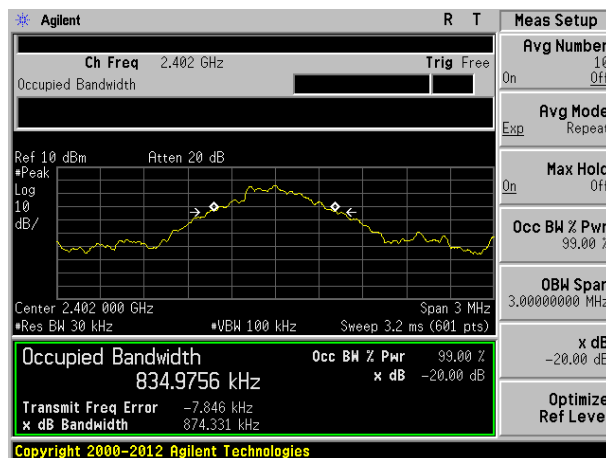 Agilent R T Meas Setup
Avg Number
10
On Off
Ch Freq 2.402 GHz Trig Free
Occupied Bandwidth
Avg Mode
Exp Repeat
Ref 10 dBm Atten 20 dB
#Peak
Log
10
dB/
Max Hold
On Off
Occ BW % Pwr
99.00 %
OBW Span
3.00000000 MHz
Center 2.402 000 GHz Span 3 MHz
#Res BW 30 kHz #VBW 100 kHz Sweep 3.2 ms (601 pts)
x dB
-20.00 dB
Occupied Bandwidth Occ BW % Pwr 99.00 %
834.9756 kHz x dB -20.00 dB
Transmit Freq Error -7.846 kHz
x dB Bandwidth 874.331 kHz
Optimize
Ref Level
Copyright 2000-2012 Agilent Technologies